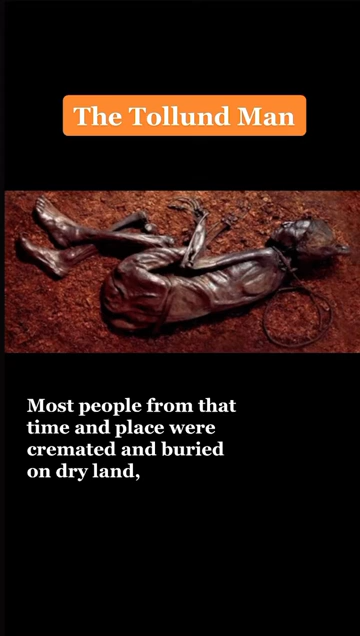 The Tollund Man
Most people from that
time and place were
cremated and buried
on dry land,